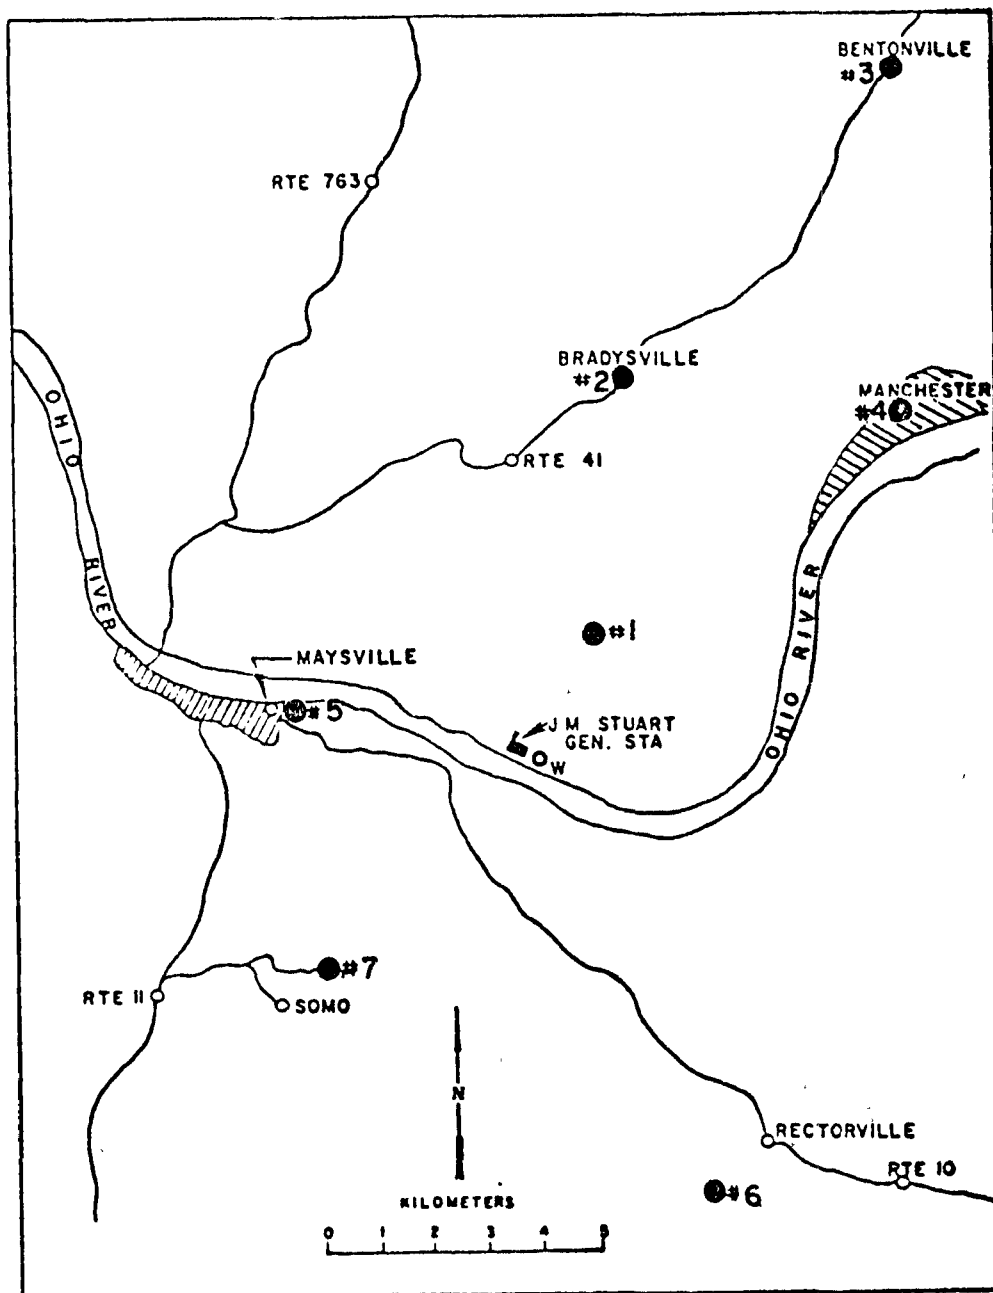 BENTONVILLE
#3
RTE 763
BRADYSVILLE
#2
MANCHESTER
#4
OHIO
RTE 41
RIVER
#1
OHIO RIVER
MAYSVILLE
#5
J M. STUART
GEN. STA
W
#7
RTE 11
SOMO
N
RECTORVILLE
RTE 10
#6
KILOMETERS
0 1 2 3 4 5